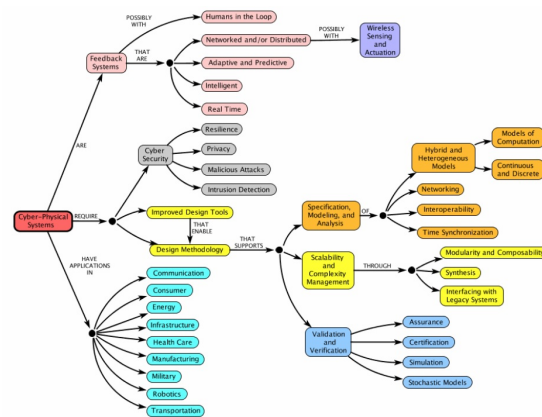 POSSIBLY
WITH
Humans in the Loop
Feedback
Systems
THAT
ARE
Networked and/or Distributed
POSSIBLY
WITH
Wireless
Sensing
and
Actuation
Adaptive and Predictive
Intelligent
Real Time
ARE
Cyber
Security
Resilience
Privacy
Malicious Attacks
Intrusion Detection
Cyber-Physical
Systems
REQUIRE
Improved Design Tools
THAT
ENABLE
Design Methodology
THAT
SUPPORTS
Specification,
Modeling, and
Analysis
OF
Hybrid and
Heterogeneous
Models
Models of
Computation
Continuous
and Discrete
Networking
Interoperability
Time Synchronization
Scalability
and
Complexity
Management
THROUGH
Modularity and Composability
Synthesis
Interfacing with
Legacy Systems
Validation
and
Verification
Assurance
Certification
Simulation
Stochastic Models
HAVE
APPLICATIONS
IN
Communication
Consumer
Energy
Infrastructure
Health Care
Manufacturing
Military
Robotics
Transportation